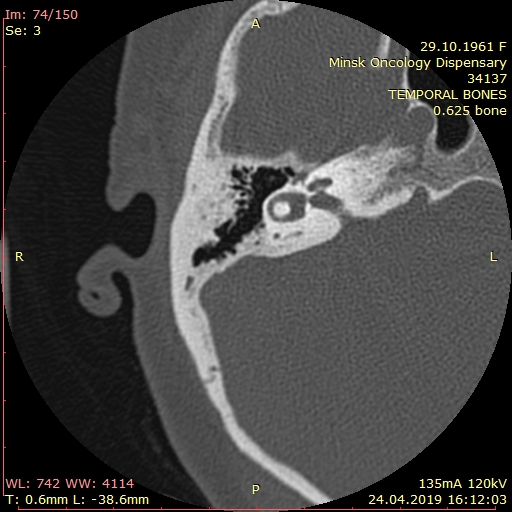 Im: 74/150
Se: 3
A
29.10.1961 F
Minsk Oncology Dispensary
34137
TEMPORAL BONES
0.625 bone
R
L
WL: 742 WW: 4114
T: 0.6mm L: -38.6mm
P
135mA 120kV
24.04.2019 16:12:03